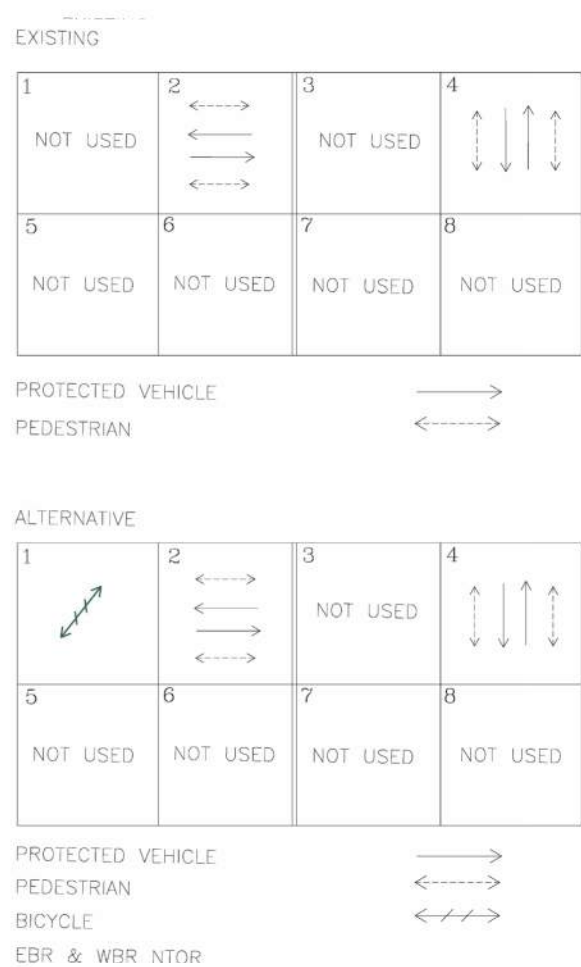 EXISTING
1 2 3 4
NOT USED NOT USED
5 6 7 8
NOT USED NOT USED NOT USED NOT USED
PROTECTED VEHICLE
PEDESTRIAN
ALTERNATIVE
1 2 3 4
NOT USED
5 6 7 8
NOT USED NOT USED NOT USED NOT USED
PROTECTED VEHICLE
PEDESTRIAN
BICYCLE
EBR & WBR NTOR